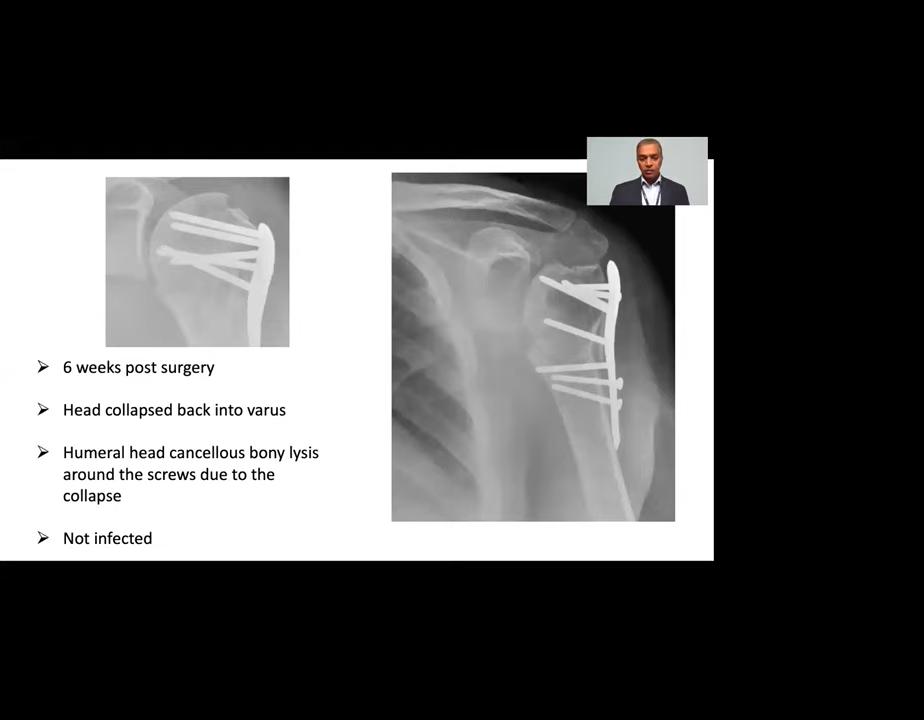 6 weeks post surgery
Head collapsed back into varus
Humeral head cancellous bony lysis
around the screws due to the
collapse
Not infected